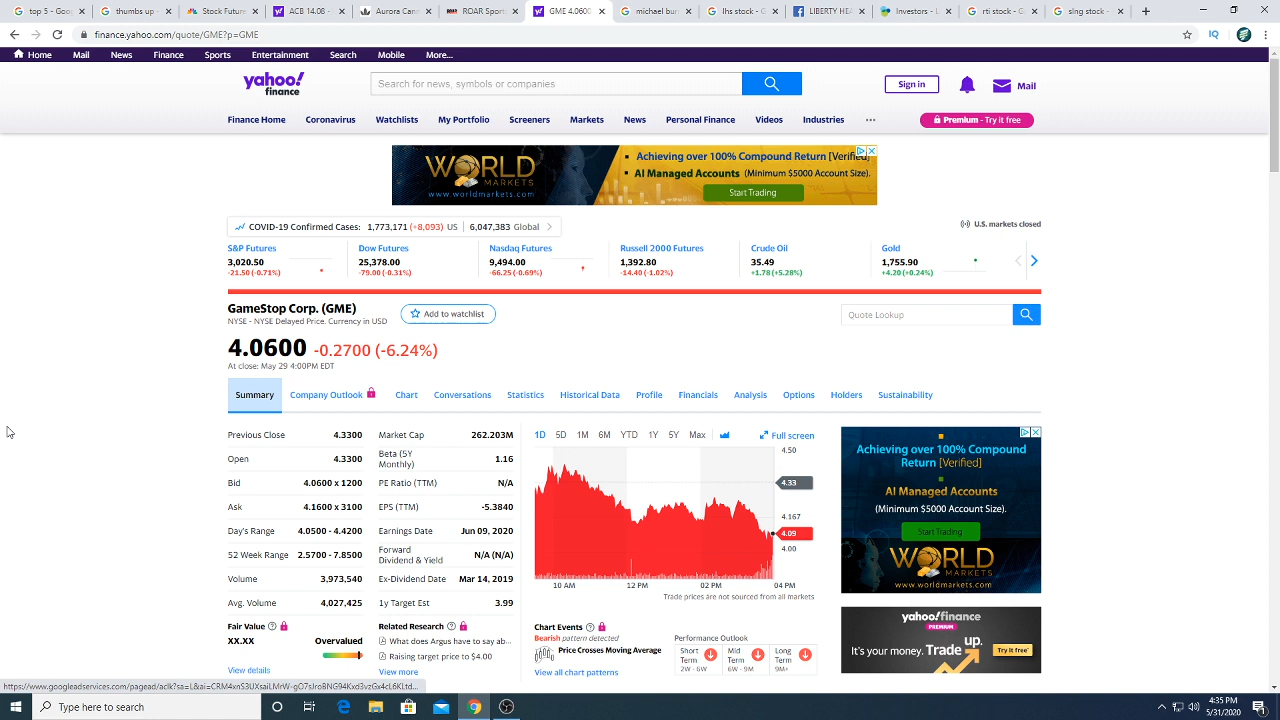 top 5 - Goo
thumbs up -
ACB 14.08 -
Stock Mark
Aurora Can
Roar Specia
GME 4.060
march bull
lhs stock - G
LIBERTY HE
Investors -
rti stock - G
sing stock -
finance.yahoo.com/quote/GME?p=GME
IQ
Home Mail News Finance Sports Entertainment Search Mobile More...
yahoo!
finance
Search for news, symbols or companies
Sign in
Mail
Finance Home Coronavirus Watchlists My Portfolio Screeners Markets News Personal Finance Videos Industries ...
Premium - Try it free
WORLD
MARKETS
www.worldmarkets.com
Achieving over 100% Compound Return [Verified]
AI Managed Accounts (Minimum $5000 Account Size).
Start Trading
COVID-19 Confirmed Cases: 1,773,171 (+8,093) US 6,047,383 Global
U.S. markets closed
S&P Futures
3,020.50
-21.50 (-0.71%)
Dow Futures
25,378.00
-79.00 (-0.31%)
Nasdaq Futures
9,494.00
-66.25 (-0.69%)
Russell 2000 Futures
1,392.80
-14.40 (-1.02%)
Crude Oil
35.49
+1.78 (+5.28%)
Gold
1,755.90
+4.20 (+0.24%)
GameStop Corp. (GME)
NYSE - NYSE Delayed Price. Currency in USD
Add to watchlist
Quote Lookup
4.0600 -0.2700 (-6.24%)
At close: May 29 4:00PM EDT
Summary Company Outlook Chart Conversations Statistics Historical Data Profile Financials Analysis Options Holders Sustainability
Previous Close 4.3300
4.3300
Bid 4.0600 x 1200
Ask 4.1600 x 3100
Day's Range 4.0500 - 4.4200
52 Week Range 2.5700 - 7.8500
Volume 3,973,540
Avg. Volume 4,027,425
Market Cap 262.203M
Beta (5Y
Monthly) 1.16
PE Ratio (TTM) N/A
EPS (TTM) -5.3840
Earnings Date Jun 09, 2020
Forward
Dividend & Yield N/A (N/A)
Ex-Dividend Date Mar 14, 2019
1y Target Est 3.99
Fair Value
XX.XX Overvalued
View details
Related Research
What does Argus have to say ab...
Raising target price to $4.00
View more
1D 5D 1M 6M YTD 1Y 5Y Max
Full screen
4.50
4.33
4.167
4.09
4.00
10 AM 12 PM 02 PM 04 PM
Trade prices are not sourced from all markets
Chart Events
Bearish pattern detected
Price Crosses Moving Average
View all chart patterns
Performance Outlook
Short
Term
2W - 6W
Mid
Term
6W - 9M
Long
Term
9M+
Achieving over 100% Compound
Return [Verified]
AI Managed Accounts
(Minimum $5000 Account Size).
Start Trading
WORLD
MARKETS
www.worldmarkets.com
yahoo!finance
PREMIUM
It's your money. Trade up.
Try it free
Type here to search
4:35 PM
5/31/2020